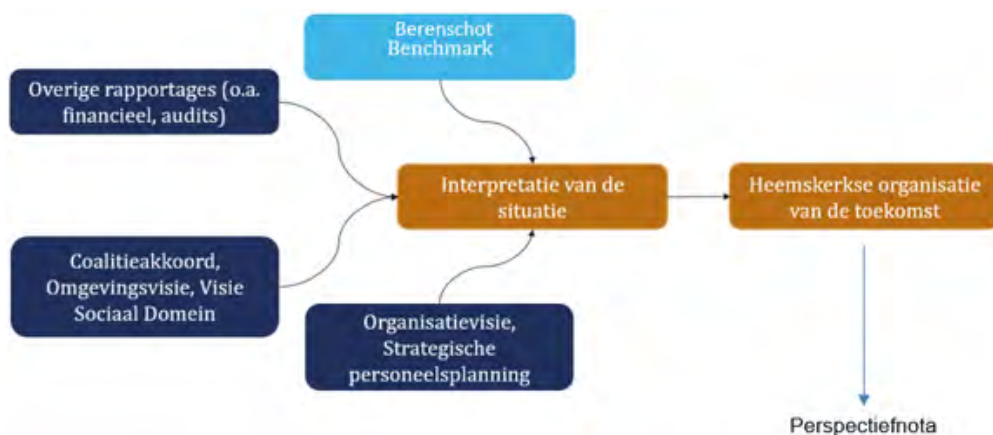 Berenschot
Benchmark
Overige rapportages (o.a.
financieel, audits)
Interpretatie van de
situatie
Heemskerkse organisatie
van de toekomst
Coalitieakkoord,
Omgevingsvisie, Visie
Sociaal Domein
Organisatievisie,
Strategische
personeelsplanning
Perspectiefnota